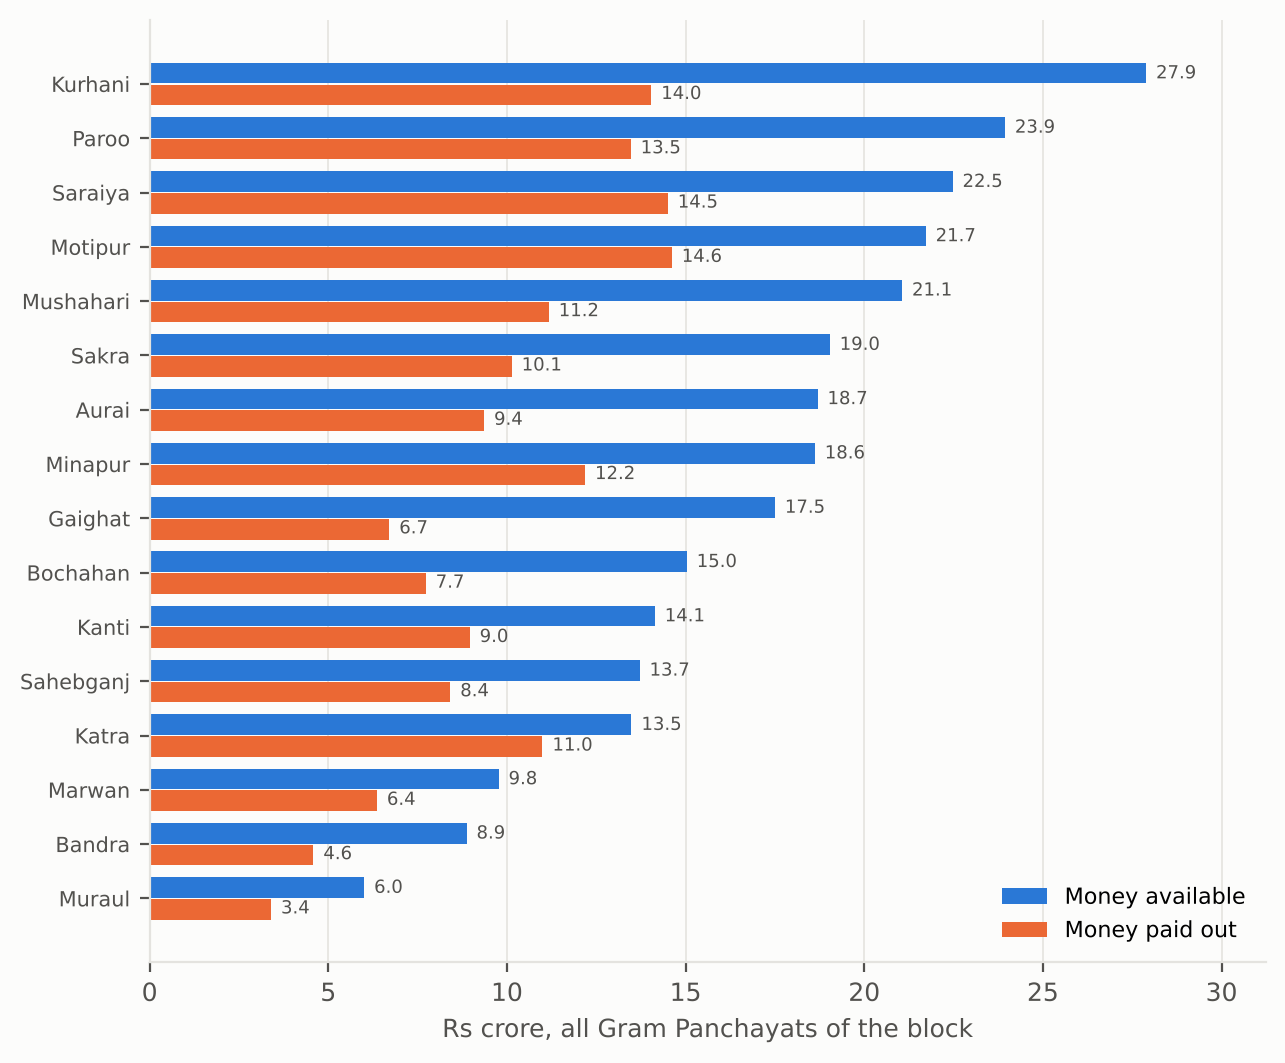 Kurhani
27.9
14.0
Paroo
23.9
13.5
Saraiya
22.5
14.5
Motipur
21.7
14.6
Mushahari
21.1
11.2
Sakra
19.0
10.1
Aurai
18.7
9.4
Minapur
18.6
12.2
Gaighat
17.5
6.7
Bochahan
15.0
7.7
Kanti
14.1
9.0
Sahebganj
13.7
8.4
Katra
13.5
11.0
Marwan
9.8
6.4
Bandra
8.9
4.6
Muraul
6.0
3.4
Money available
Money paid out
0 5 10 15 20 25 30
Rs crore, all Gram Panchayats of the block